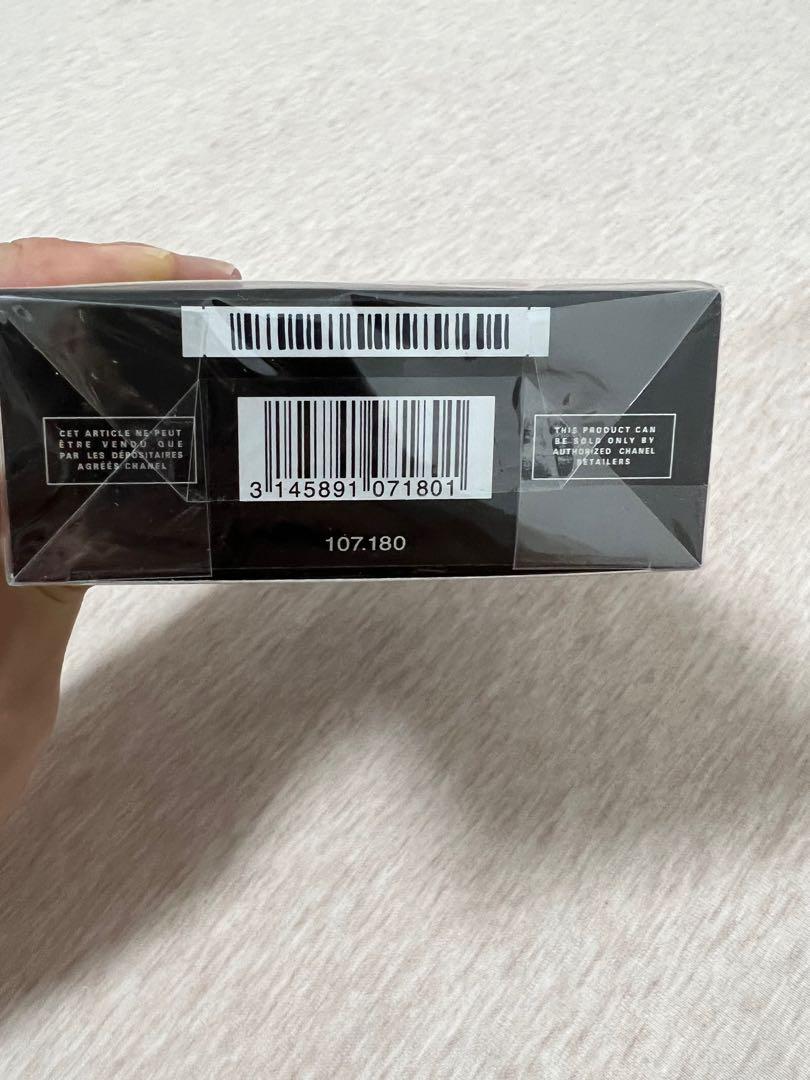 CET ARTICLE NE PEUT
ÊTRE VENDU QUE
PAR LES DÉPOSITAIRES
AGRÉÉS CHANEL
3 145891 071801
107.180
THIS PRODUCT CAN
BE SOLD ONLY BY
AUTHORIZED CHANEL
RETAILERS